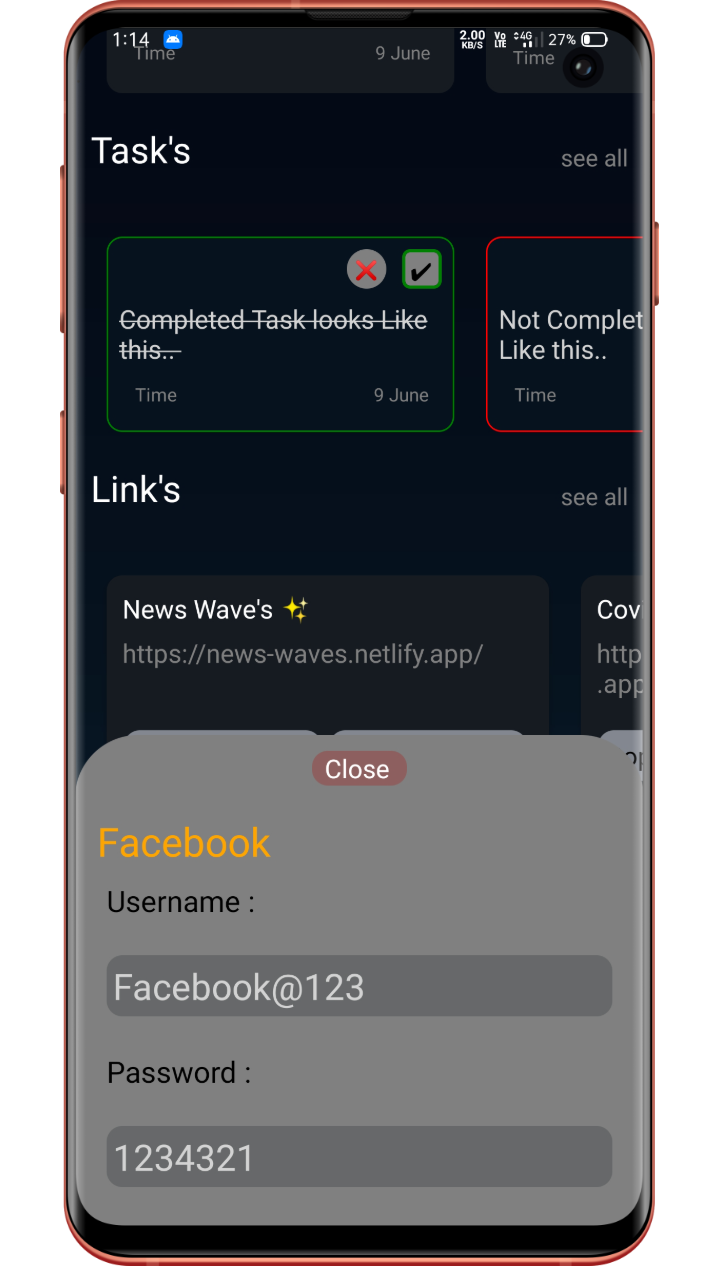 1:14 2.00 KB/S Vo LTE 4G 27%
Time 9 June Time
Task's see all
Completed Task looks Like Not Complet
this.. Like this..
Time 9 June Time
Link's see all
News Wave's ✨ Cov
https://news-waves.netlify.app/ http
.app
Close
Facebook
Username :
Facebook@123
Password :
1234321